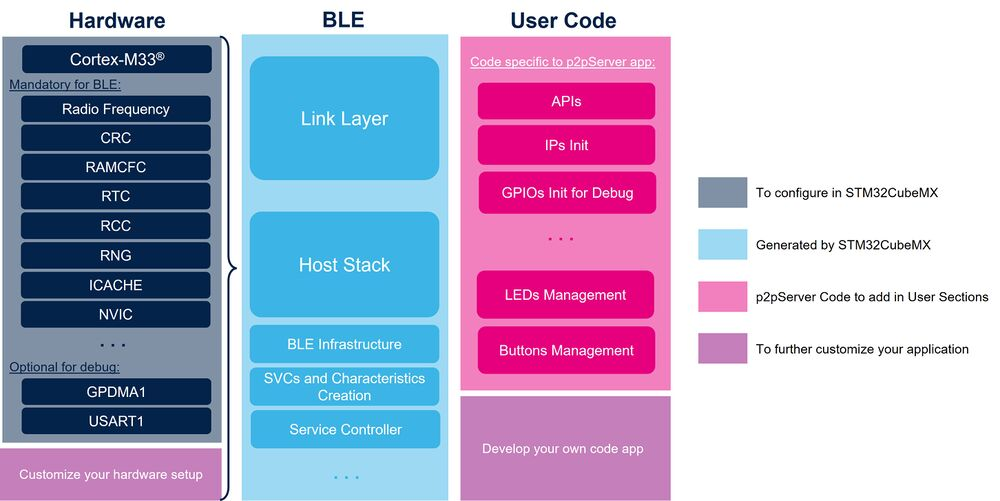 Hardware
Cortex-M33®
Mandatory for BLE:
Radio Frequency
CRC
RAMCFC
RTC
RCC
RNG
ICACHE
NVIC
...
Optional for debug:
GPDMA1
USART1
Customize your hardware setup
BLE
Link Layer
Host Stack
BLE Infrastructure
SVCs and Characteristics
Creation
Service Controller
...
User Code
Code specific to p2pServer app:
APIs
IPs Init
GPIOs Init for Debug
...
LEDs Management
Buttons Management
Develop your own code app
To configure in STM32CubeMX
Generated by STM32CubeMX
p2pServer Code to add in User Sections
To further customize your application